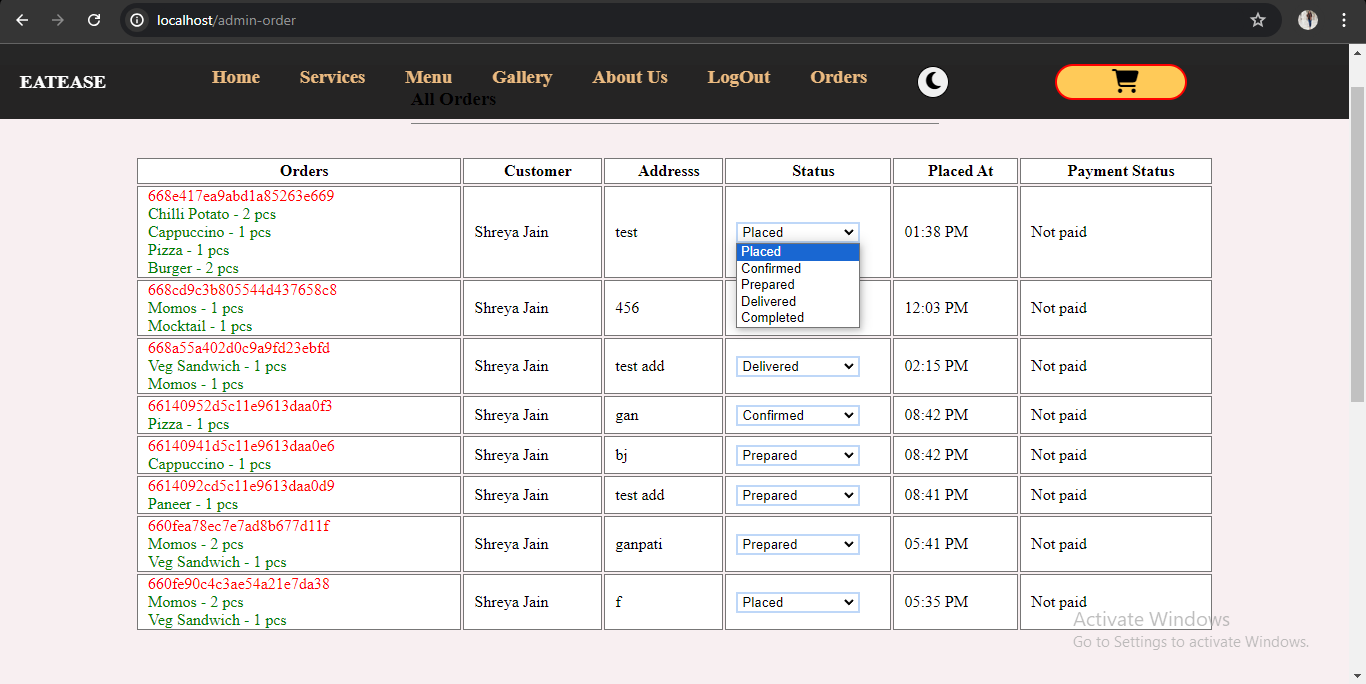 localhost/admin-order
EATEASE Home Services Menu Gallery About Us LogOut Orders
All Orders
Orders Customer Addresss Status Placed At Payment Status
668e417ea9abd1a85263e669
Chilli Potato - 2 pcs
Cappuccino - 1 pcs Shreya Jain test Placed 01:38 PM Not paid
Pizza - 1 pcs
Burger - 2 pcs
Placed
Confirmed
Prepared
Delivered
Completed
668cd9c3b805544d437658c8
Momos - 1 pcs Shreya Jain 456 12:03 PM Not paid
Mocktail - 1 pcs
668a55a402d0c9a9fd23ebfd
Veg Sandwich - 1 pcs Shreya Jain test add Delivered 02:15 PM Not paid
Momos - 1 pcs
66140952d5c11e9613daa0f3
Pizza - 1 pcs Shreya Jain gan Confirmed 08:42 PM Not paid
66140941d5c11e9613daa0e6
Cappuccino - 1 pcs Shreya Jain bj Prepared 08:42 PM Not paid
6614092cd5c11e9613daa0d9
Paneer - 1 pcs Shreya Jain test add Prepared 08:41 PM Not paid
660fea78ec7e7ad8b677d11f
Momos - 2 pcs Shreya Jain ganpati Prepared 05:41 PM Not paid
Veg Sandwich - 1 pcs
660fe90c4c3ae54a21e7da38
Momos - 2 pcs Shreya Jain f Placed 05:35 PM Not paid
Veg Sandwich - 1 pcs
Activate Windows
Go to Settings to activate Windows.